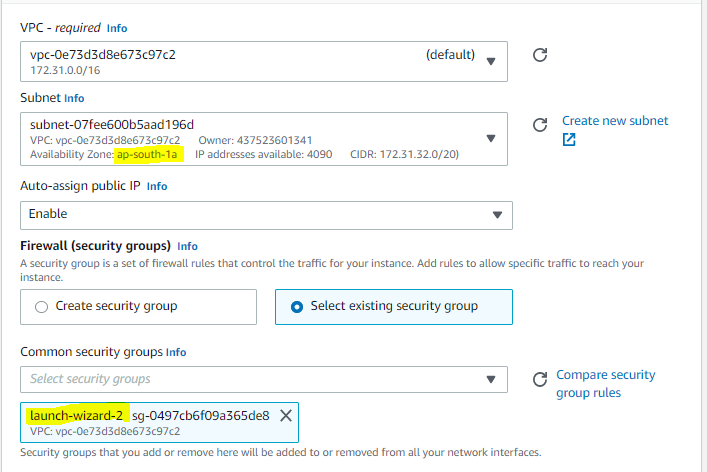 VPC - required Info
vpc-0e73d3d8e673c97c2 (default)
172.31.0.0/16
Subnet Info
subnet-07fee600b5aad196d
VPC: vpc-0e73d3d8e673c97c2 Owner: 437523601341
Availability Zone: ap-south-1a IP addresses available: 4090 CIDR: 172.31.32.0/20)
Create new subnet
Auto-assign public IP Info
Enable
Firewall (security groups) Info
A security group is a set of firewall rules that control the traffic for your instance. Add rules to allow specific traffic to reach your
instance.
Create security group
Select existing security group
Common security groups Info
Select security groups
Compare security
group rules
launch-wizard-2 sg-0497cb6f09a365de8
VPC: vpc-0e73d3d8e673c97c2
Security groups that you add or remove here will be added to or removed from all your network interfaces.